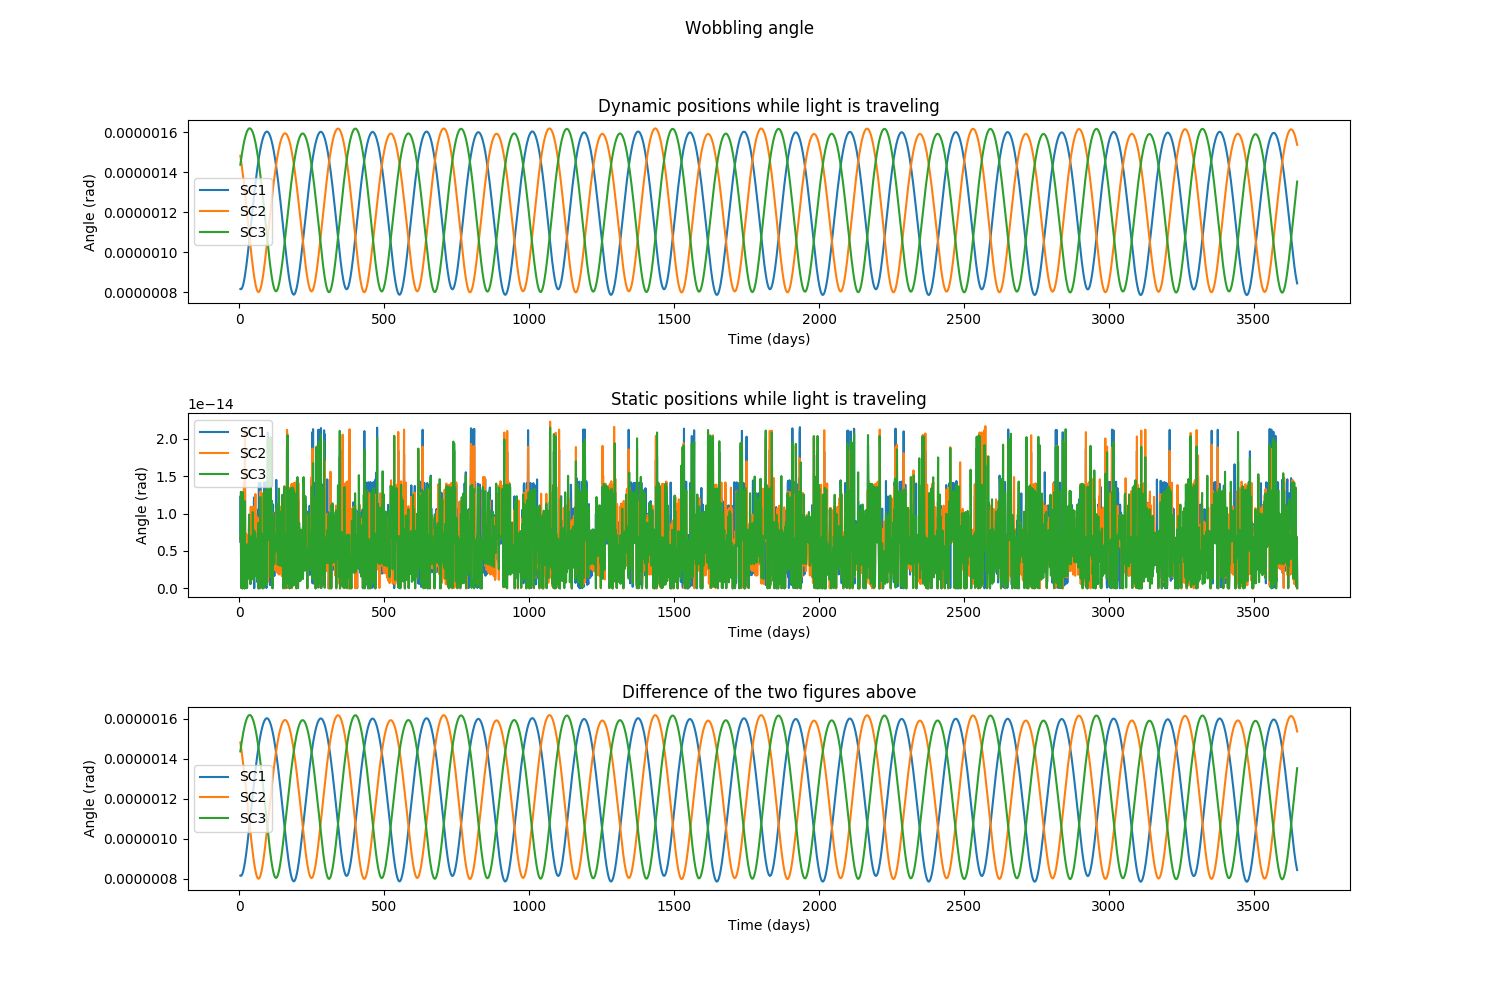 Wobbling angle
Dynamic positions while light is traveling
0.0000016
0.0000014
0.0000012
0.0000010
0.0000008
Angle (rad)
SC1
SC2
SC3
0 500 1000 1500 2000 2500 3000 3500
Time (days)
Static positions while light is traveling
1e−14
2.0
1.5
1.0
0.5
0.0
Angle (rad)
SC1
SC2
SC3
0 500 1000 1500 2000 2500 3000 3500
Time (days)
Difference of the two figures above
0.0000016
0.0000014
0.0000012
0.0000010
0.0000008
Angle (rad)
SC1
SC2
SC3
0 500 1000 1500 2000 2500 3000 3500
Time (days)